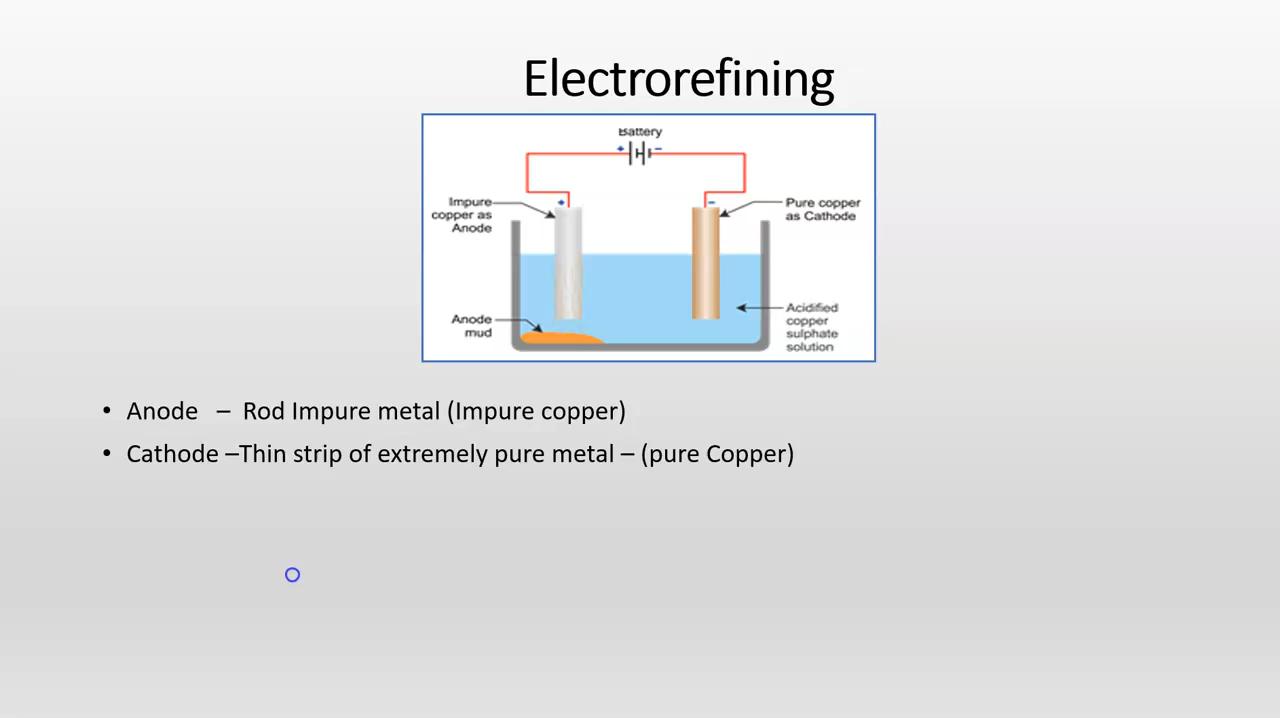 Electrorefining
Battery
+ –
Impure
copper as
Anode
+
–
Pure copper
as Cathode
Anode
mud
Acidified
copper
sulphate
solution
• Anode – Rod Impure metal (Impure copper)
• Cathode –Thin strip of extremely pure metal – (pure Copper)